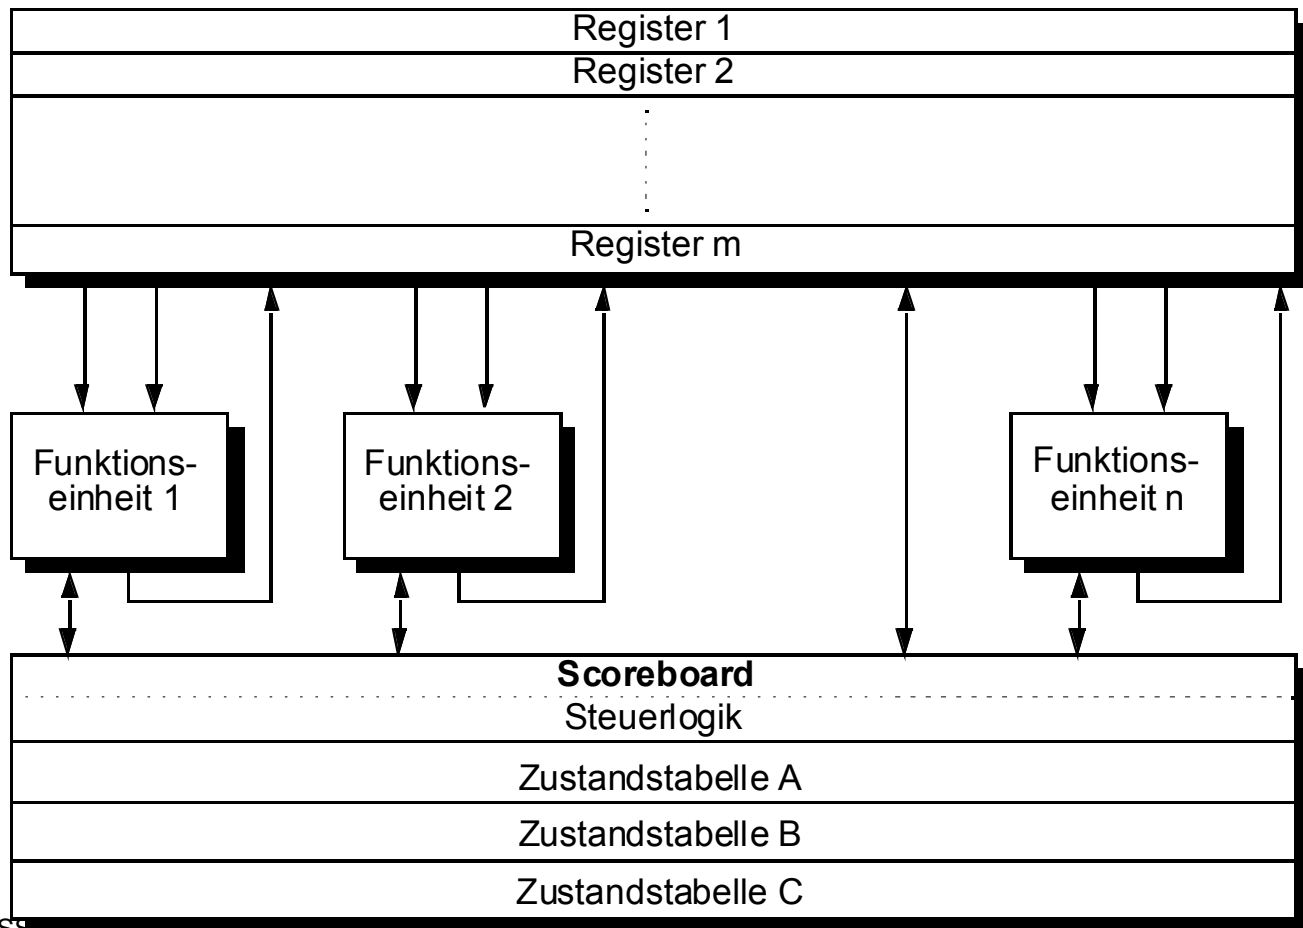 Register 1
Register 2
Register m
Funktions-
einheit 1
Funktions-
einheit 2
Funktions-
einheit n
Scoreboard
Steuerlogik
Zustandstabelle A
Zustandstabelle B
Zustandstabelle C